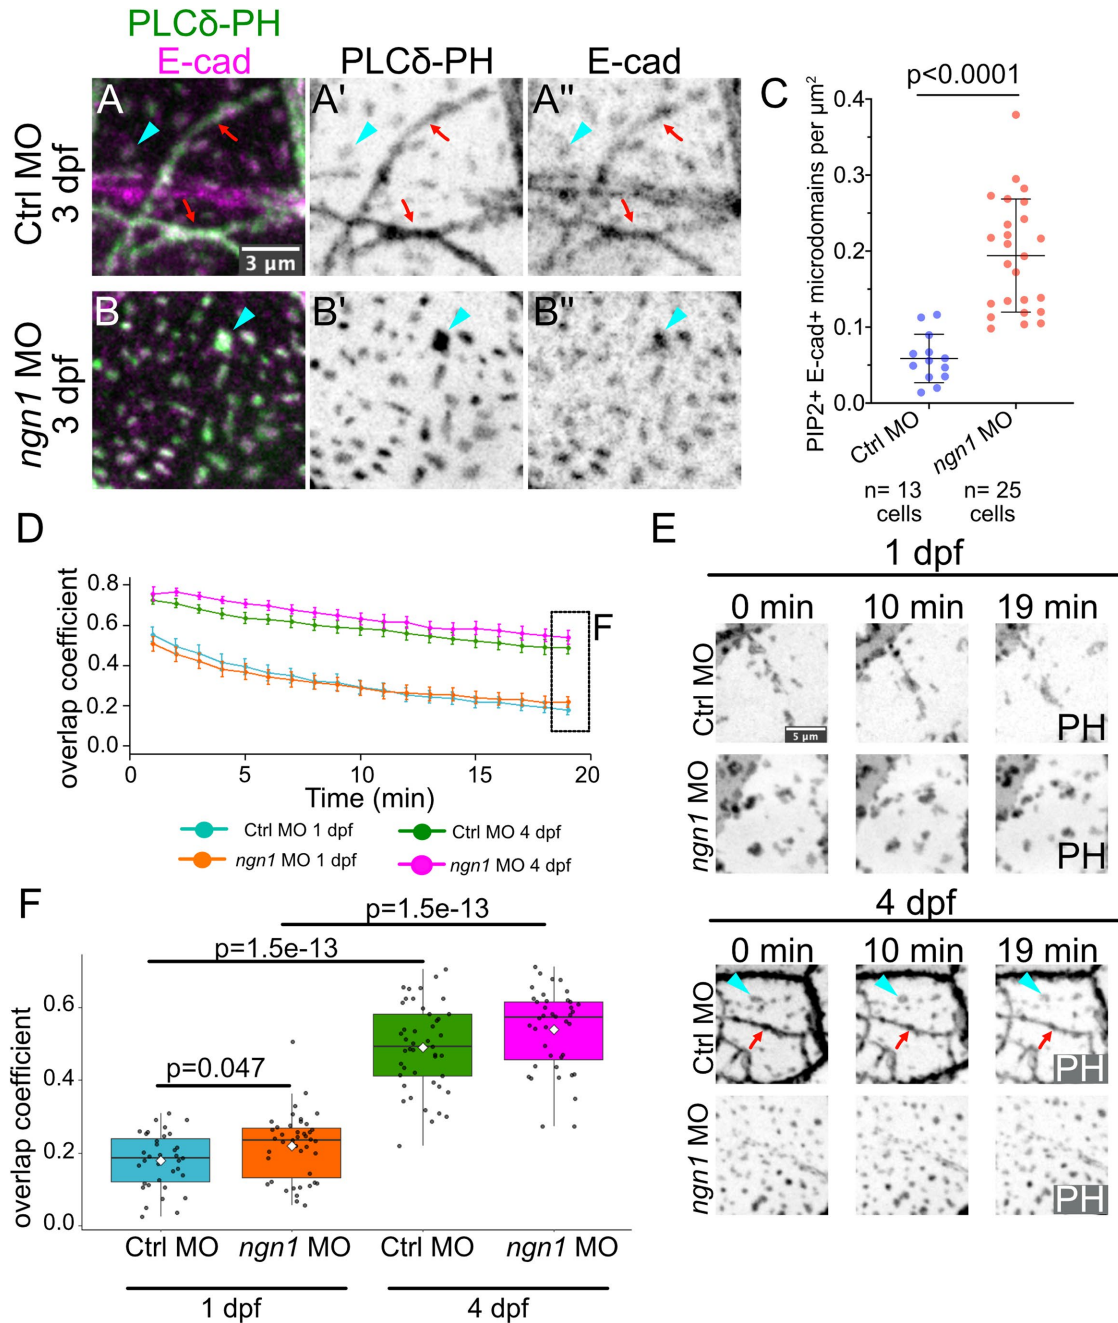 PLCδ-PH
E-cad
PLCδ-PH
E-cad
Ctrl MO
3 dpf
A
A'
A"
3 μm
ngn1 MO
3 dpf
B
B'
B"
C
p<0.0001
PIP2+ E-cad+ microdomains per μm2
0.4
0.3
0.2
0.1
0.0
Ctrl MO
ngn1 MO
n= 13
cells
n= 25
cells
D
overlap coefficient
0.8
0.6
0.4
0.2
0.0
F
0
5
10
15
20
Time (min)
Ctrl MO 1 dpf
Ctrl MO 4 dpf
ngn1 MO 1 dpf
ngn1 MO 4 dpf
E
1 dpf
0 min
10 min
19 min
Ctrl MO
5 μm
PH
ngn1 MO
PH
4 dpf
0 min
10 min
19 min
Ctrl MO
PH
ngn1 MO
PH
F
p=1.5e-13
p=1.5e-13
p=0.047
overlap coefficient
0.6
0.4
0.2
0.0
Ctrl MO
ngn1 MO
Ctrl MO
ngn1 MO
1 dpf
4 dpf